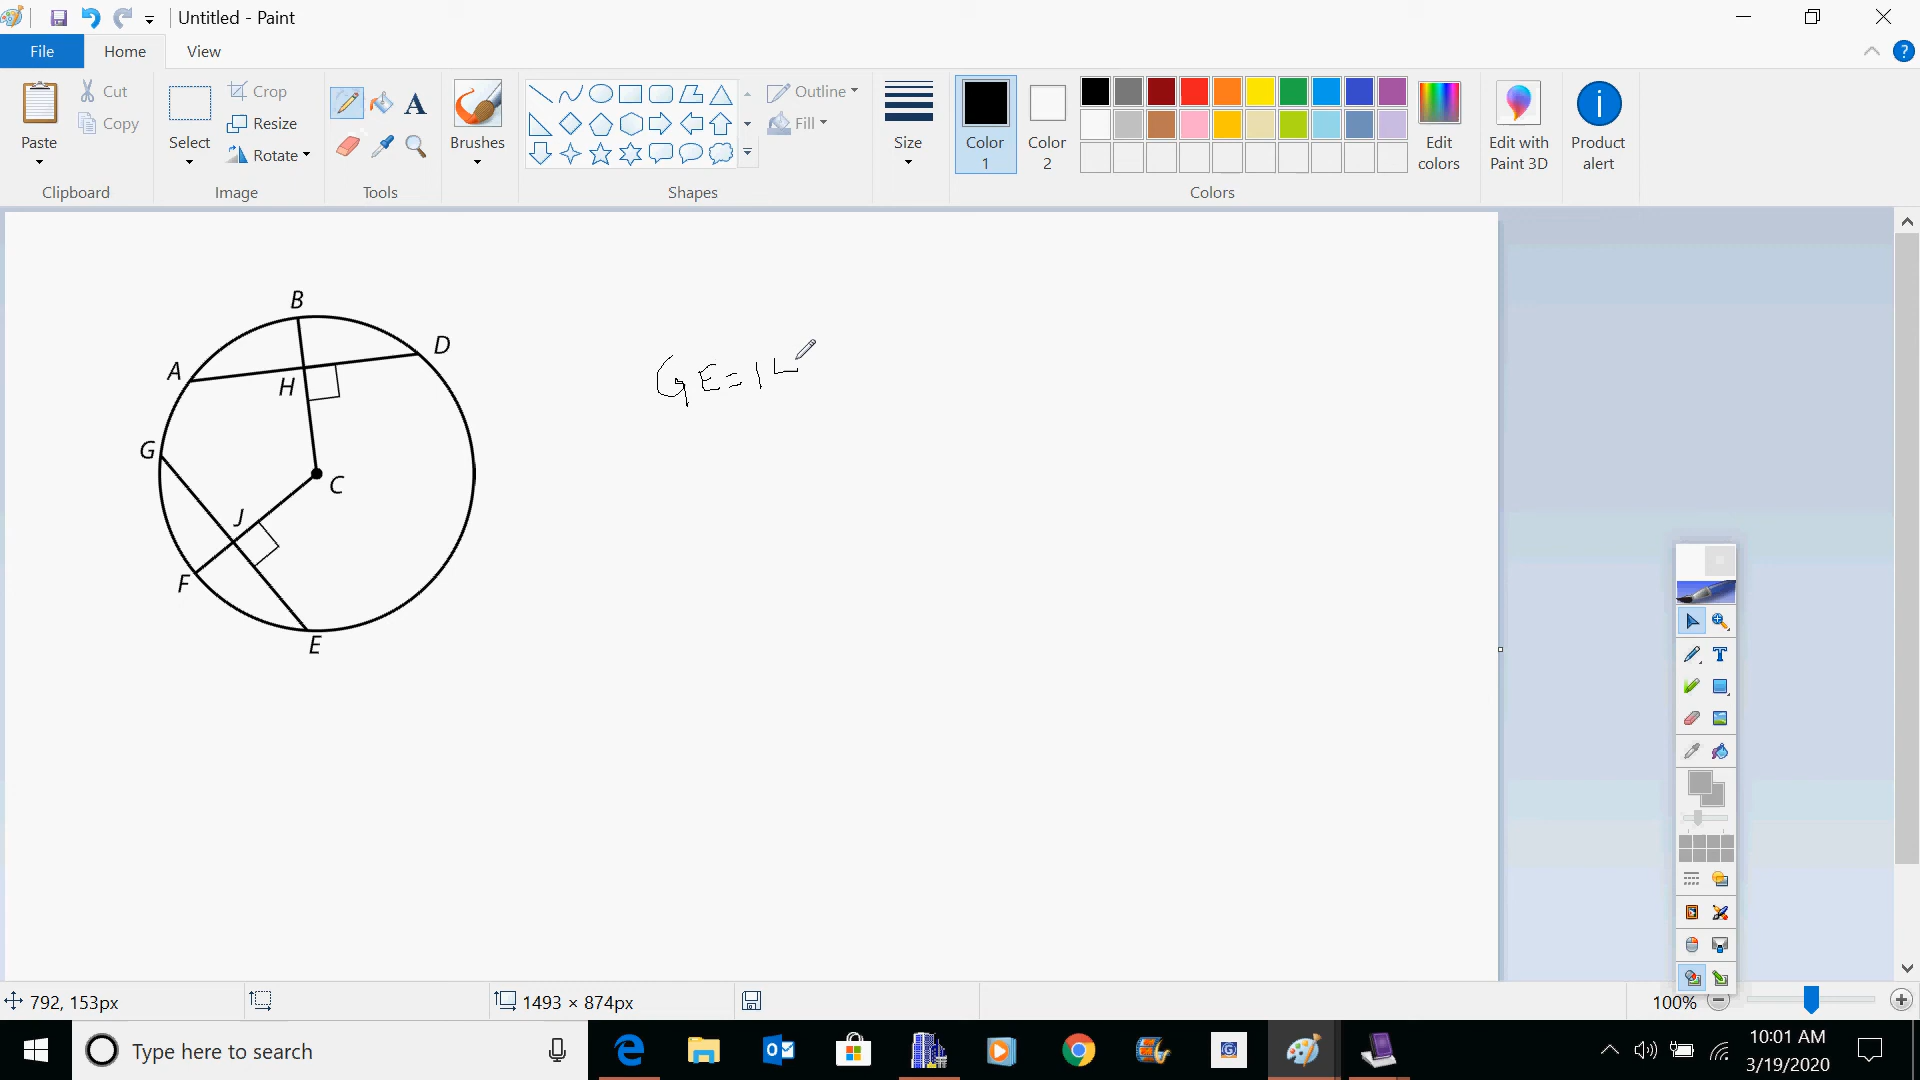 Untitled - Paint
File Home View
Paste
Cut
Copy
Clipboard
Select
Crop
Resize
Rotate
Image
A
Tools
Brushes
Outline
Fill
Shapes
Size
Color 1
Color 2
Edit colors
Colors
Edit with Paint 3D
Product alert
B
D
A
H
G
C
J
F
E
GE=1
T
792, 153px
1493 × 874px
100%
Type here to search
10:01 AM
3/19/2020